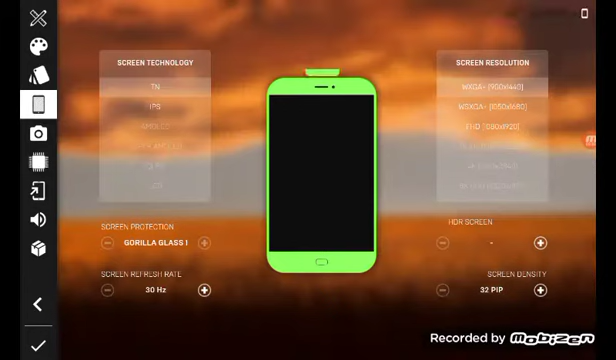 SCREEN TECHNOLOGY
TN
IPS
AMOLED
SCREEN PROTECTION
GORILLA GLASS 1
SCREEN REFRESH RATE
30 Hz
SCREEN RESOLUTION
WXGA+ (900x1440)
WSXGA+ (1050x1680)
FHD (1080x1920)
HDR SCREEN
-
SCREEN DENSITY
32 PIP
Recorded by mobizen